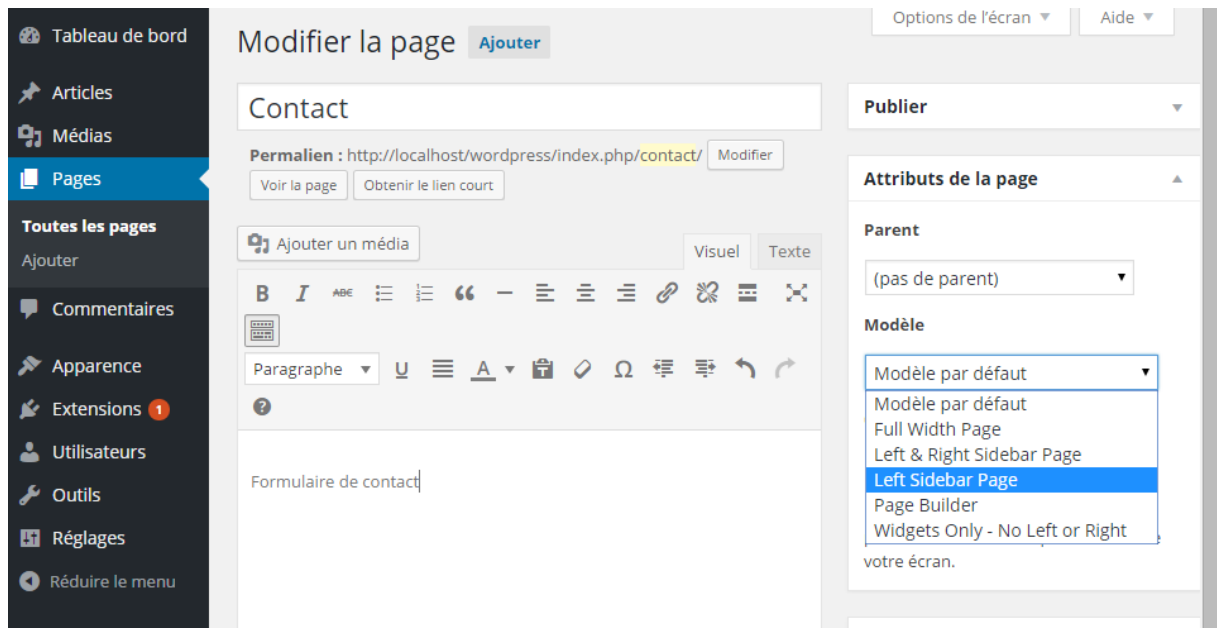 Tableau de bord
Articles
Médias
Pages
Toutes les pages
Ajouter
Commentaires
Apparence
Extensions 1
Utilisateurs
Outils
Réglages
Réduire le menu
Options de l'écran
Aide
Modifier la page Ajouter
Contact
Permalien : http://localhost/wordpress/index.php/contact/ Modifier
Voir la page Obtenir le lien court
Ajouter un média
Visuel Texte
B I ABC
Paragraphe U A Ω
Formulaire de contact
Publier
Attributs de la page
Parent
(pas de parent)
Modèle
Modèle par défaut
Modèle par défaut
Full Width Page
Left & Right Sidebar Page
Left Sidebar Page
Page Builder
Widgets Only - No Left or Right
votre écran.